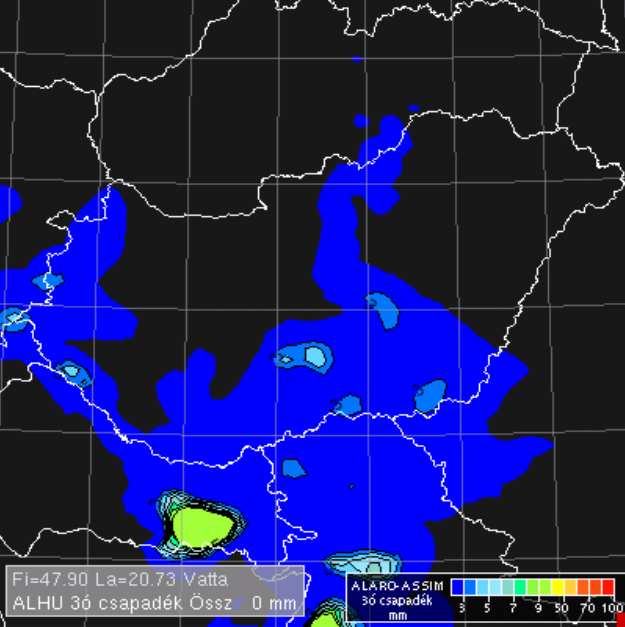 Fi=47.90 La=20.73 Vatta
ALHU 3ó csapadék Össz 0 mm
ALARO-ASSIM
3ó csapadék
mm
3 5 7 9 50 70 100